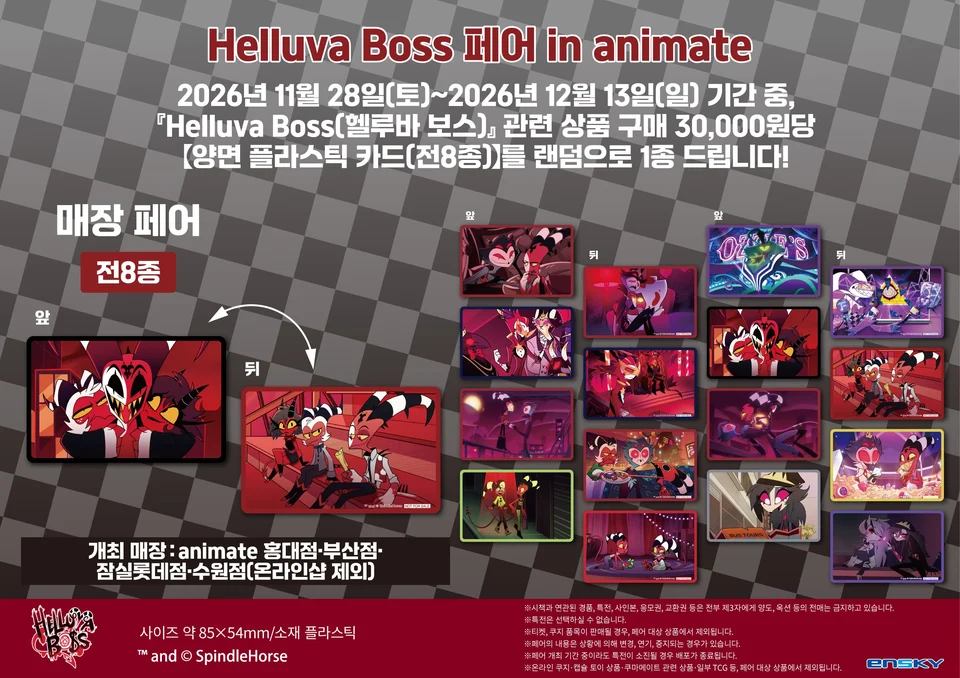 Helluva Boss 페어 in animate
2026년 11월 28일(토)~2026년 12월 13일(일) 기간 중,
『Helluva Boss(헬루바 보스)』 관련 상품 구매 30,000원당
【양면 플라스틱 카드(전8종)】를 랜덤으로 1종 드립니다!
매장 페어
전8종
앞
뒤
앞
뒤
앞
뒤
OZZIE'S
BUS TOURS
NOT FOR SALE
개최 매장 : animate 홍대점·부산점·
잠실롯데점·수원점(온라인샵 제외)
HELLUVA
BOSS
사이즈 약 85×54mm/소재 플라스틱
™ and © SpindleHorse
※시책과 연관된 경품, 특전, 사인본, 응모권, 교환권 등은 전부 제3자에게 양도, 옥션 등의 전매는 금지하고 있습니다.
※특전은 선택하실 수 없습니다.
※티켓, 쿠지 품목이 판매될 경우, 페어 대상 상품에서 제외됩니다.
※페어의 내용은 상황에 의해 변경, 연기, 중지되는 경우가 있습니다.
※페어 개최 기간 중이라도 특전이 소진될 경우 배포가 종료됩니다.
※온라인 쿠지·캡슐 토이 상품·쿠마메이트 관련 상품·일부 TCG 등, 페어 대상 상품에서 제외됩니다.
ENSKY